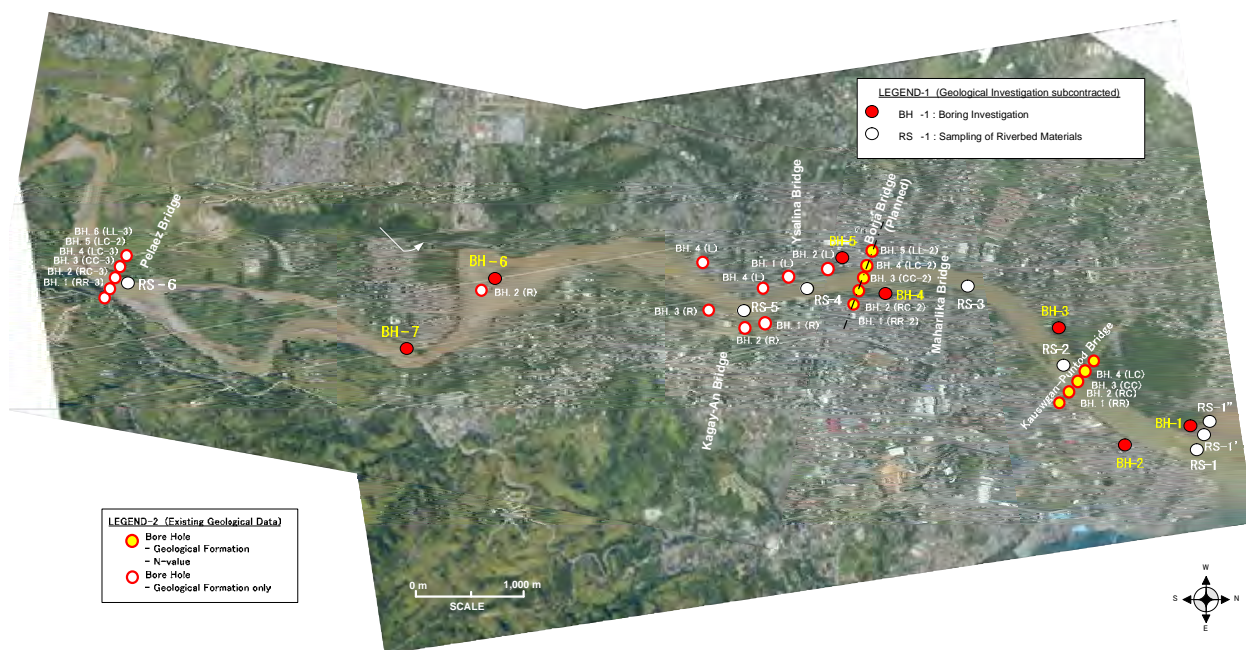 LEGEND-1 (Geological Investigation subcontracted)
BH -1 : Boring Investigation
RS -1 : Sampling of Riverbed Materials
BH. 6 (LL-3)
BH. 5 (LC-2)
BH. 4 (LC-3)
BH. 3 (CC-3)
BH. 2 (RC-3)
BH. 1 (RR-3)
Pelaez Bridge
RS-6
BH-6
BH. 2 (R)
BH-7
BH. 4 (L)
BH. 1 (L)
BH. 4 (L)
BH. 2 (L)
Ysalina Bridge
BH-5
Borja Bridge
(Planned)
BH. 5 (LL-2)
BH. 4 (LC-2)
BH. 3 (CC-2)
BH-4
BH. 2 (RC-2)
BH. 1 (RR-2)
RS-4
RS-5
BH. 3 (R)
BH. 1 (R)
BH. 2 (R)
Kagay-An Bridge
Maharlika Bridge
RS-3
BH-3
RS-2
Kauswgan-Puntod Bridge
BH. 4 (LC)
BH. 3 (CC)
BH. 2 (RC)
BH. 1 (RR)
BH-1
RS-1"
RS-1'
RS-1
BH-2
LEGEND-2 (Existing Geological Data)
Bore Hole
- Geological Formation
- N-value
Bore Hole
- Geological Formation only
0 m 1,000 m
SCALE
W
S N
E